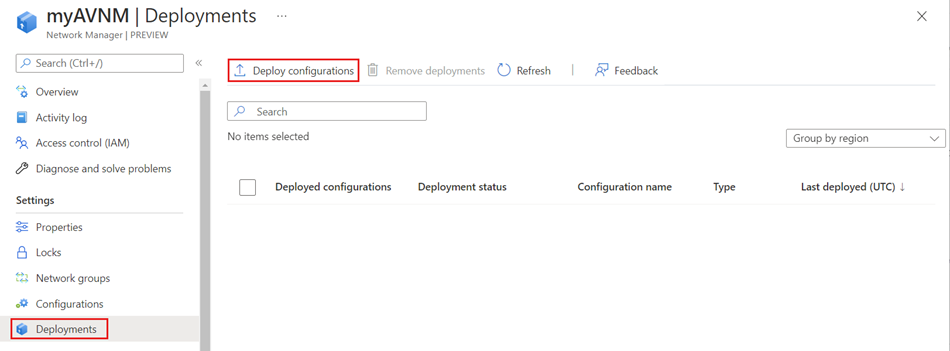 myAVNM | Deployments ...
Network Manager | PREVIEW
Search (Ctrl+/) «
Overview
Activity log
Access control (IAM)
Diagnose and solve problems
Settings
Properties
Locks
Network groups
Configurations
Deployments
Deploy configurations Remove deployments Refresh | Feedback
Search
No items selected
Group by region
Deployed configurations Deployment status Configuration name Type Last deployed (UTC) ↓